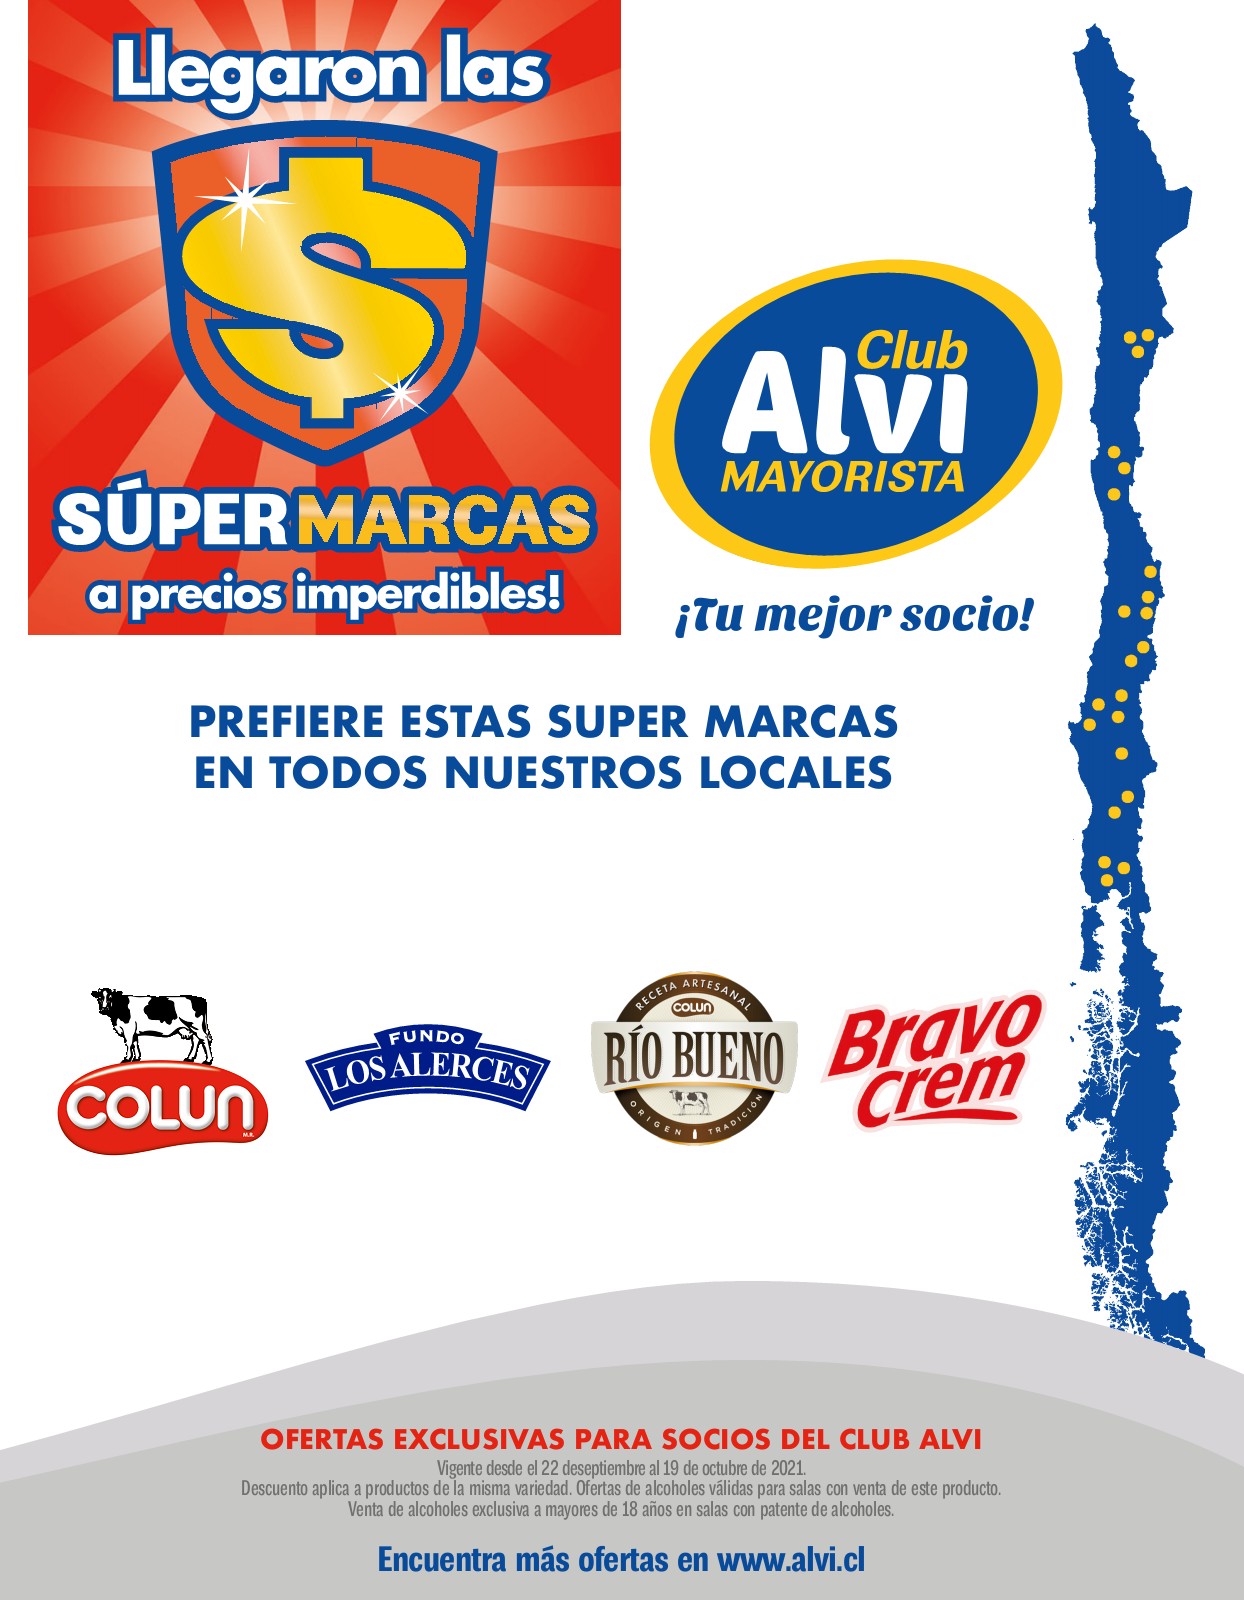 Llegaron las
SÚPER MARCAS
a precios imperdibles!
Club
Alvi
MAYORISTA
¡Tu mejor socio!
PREFIERE ESTAS SUPER MARCAS
EN TODOS NUESTROS LOCALES
COLUN
M.R.
FUNDO
LOS ALERCES
RECETA ARTESANAL
COLUN
RÍO BUENO
ORIGEN TRADICIÓN
Bravo
Crem
OFERTAS EXCLUSIVAS PARA SOCIOS DEL CLUB ALVI
Vigente desde el 22 deseptiembre al 19 de octubre de 2021.
Descuento aplica a productos de la misma variedad. Ofertas de alcoholes válidas para salas con venta de este producto.
Venta de alcoholes exclusiva a mayores de 18 años en salas con patente de alcoholes.
Encuentra más ofertas en www.alvi.cl